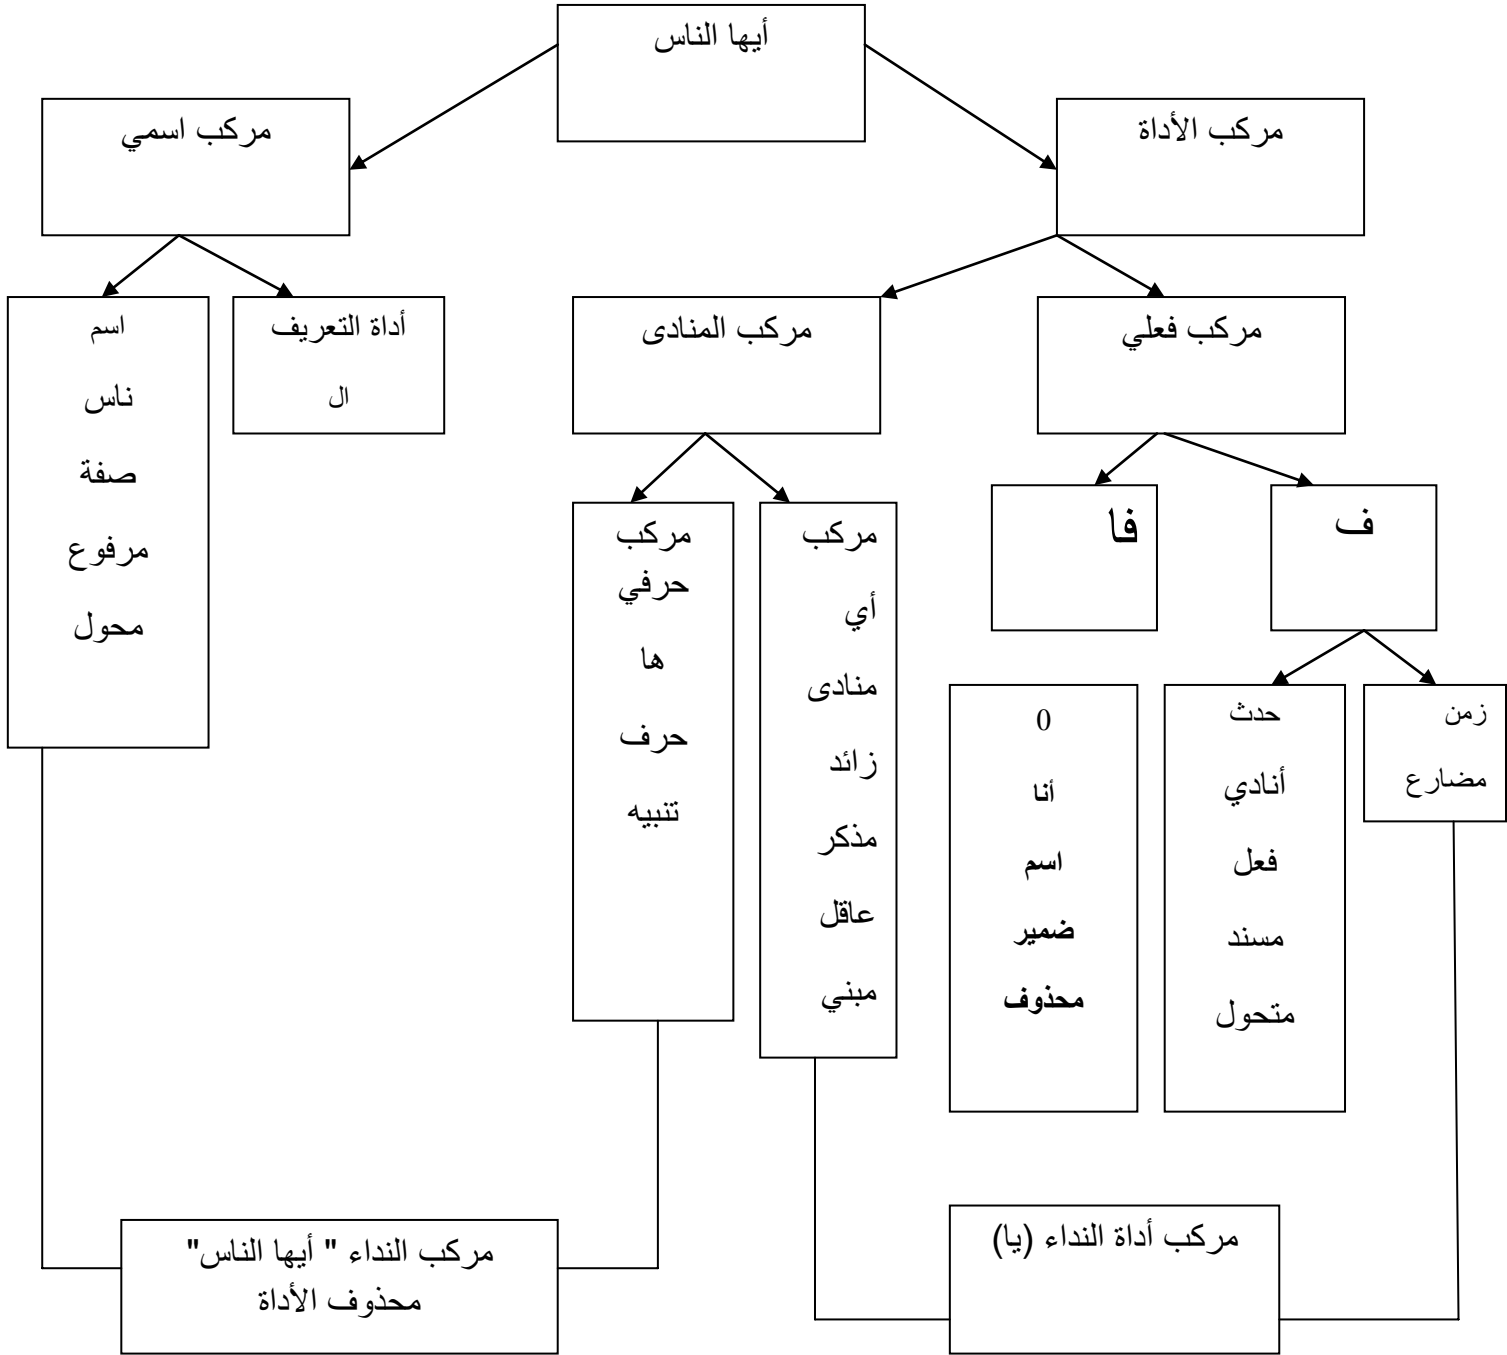 أيها الناس
مركب الأداة
مركب اسمي
مركب فعلي
مركب المنادى
أداة التعريف
ال
اسم
ناس
صفة
مرفوع
محول
ف
فا
مركب
أي
منادى
زائد
مذكر
عاقل
مبني
مركب
حرفي
ها
حرف
تنبيه
زمن
مضارع
حدث
أنادي
فعل
مسند
متحول
0
أنا
اسم
ضمير
محذوف
مركب أداة النداء (يا)
مركب النداء " أيها الناس"
محذوف الأداة